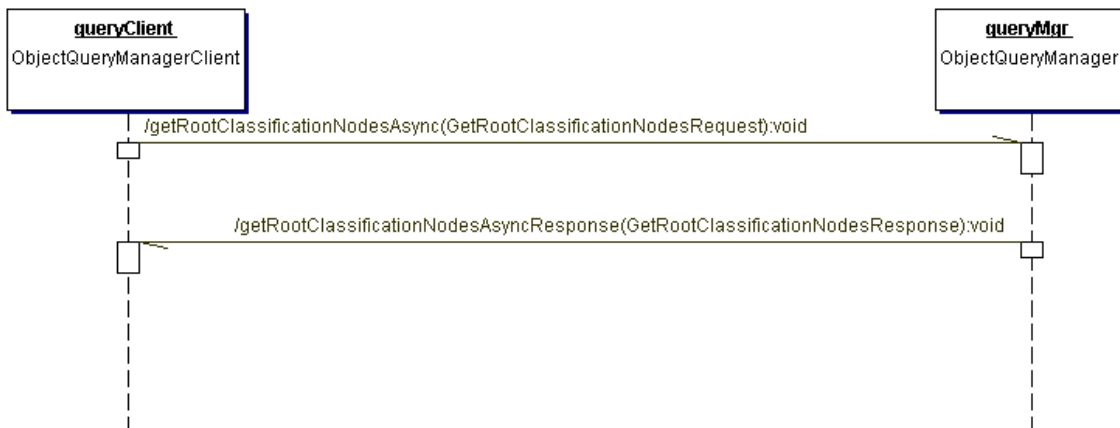 queryClient
ObjectQueryManagerClient
queryMgr
ObjectQueryManager
/getRootClassificationNodesAsync(GetRootClassificationNodesRequest):void
/getRootClassificationNodesAsyncResponse(GetRootClassificationNodesResponse):void